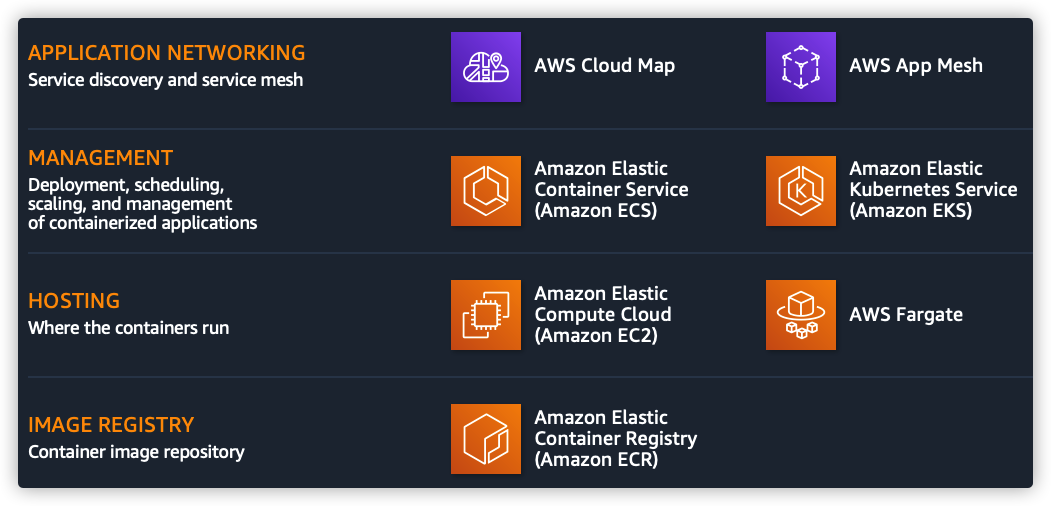 APPLICATION NETWORKING
Service discovery and service mesh
AWS Cloud Map
AWS App Mesh
MANAGEMENT
Deployment, scheduling,
scaling, and management
of containerized applications
Amazon Elastic
Container Service
(Amazon ECS)
K
Amazon Elastic
Kubernetes Service
(Amazon EKS)
HOSTING
Where the containers run
Amazon Elastic
Compute Cloud
(Amazon EC2)
AWS Fargate
IMAGE REGISTRY
Container image repository
Amazon Elastic
Container Registry
(Amazon ECR)